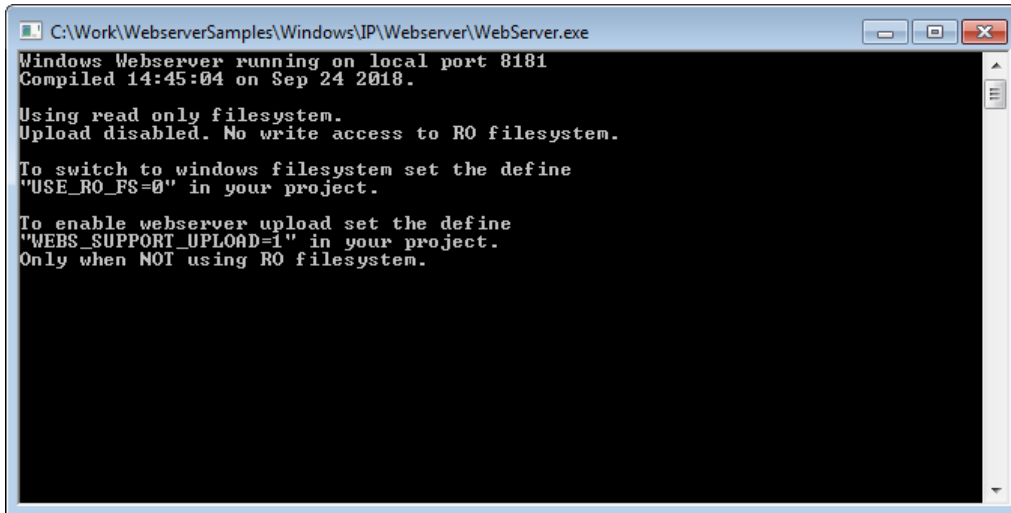 C:\Work\WebserverSamples\Windows\IP\Webserver\WebServer.exe
Windows Webserver running on local port 8181
Compiled 14:45:04 on Sep 24 2018.
Using read only filesystem.
Upload disabled. No write access to RO filesystem.
To switch to windows filesystem set the define
"USE_RO_FS=0" in your project.
To enable webserver upload set the define
"WEBS_SUPPORT_UPLOAD=1" in your project.
Only when NOT using RO filesystem.